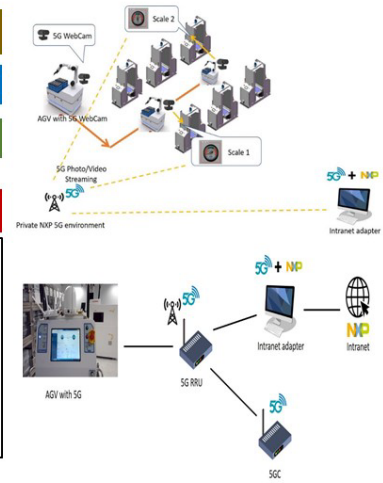 Scale 2
5G WebCam
AGV with 5G WebCam
Scale 1
5G Photo/Video
Streaming
5G
5G + NXP
Private NXP 5G environment
Intranet adapter
5G + NXP
5G
Intranet adapter
NXP
Intranet
5G RRU
AGV with 5G
5G
5GC